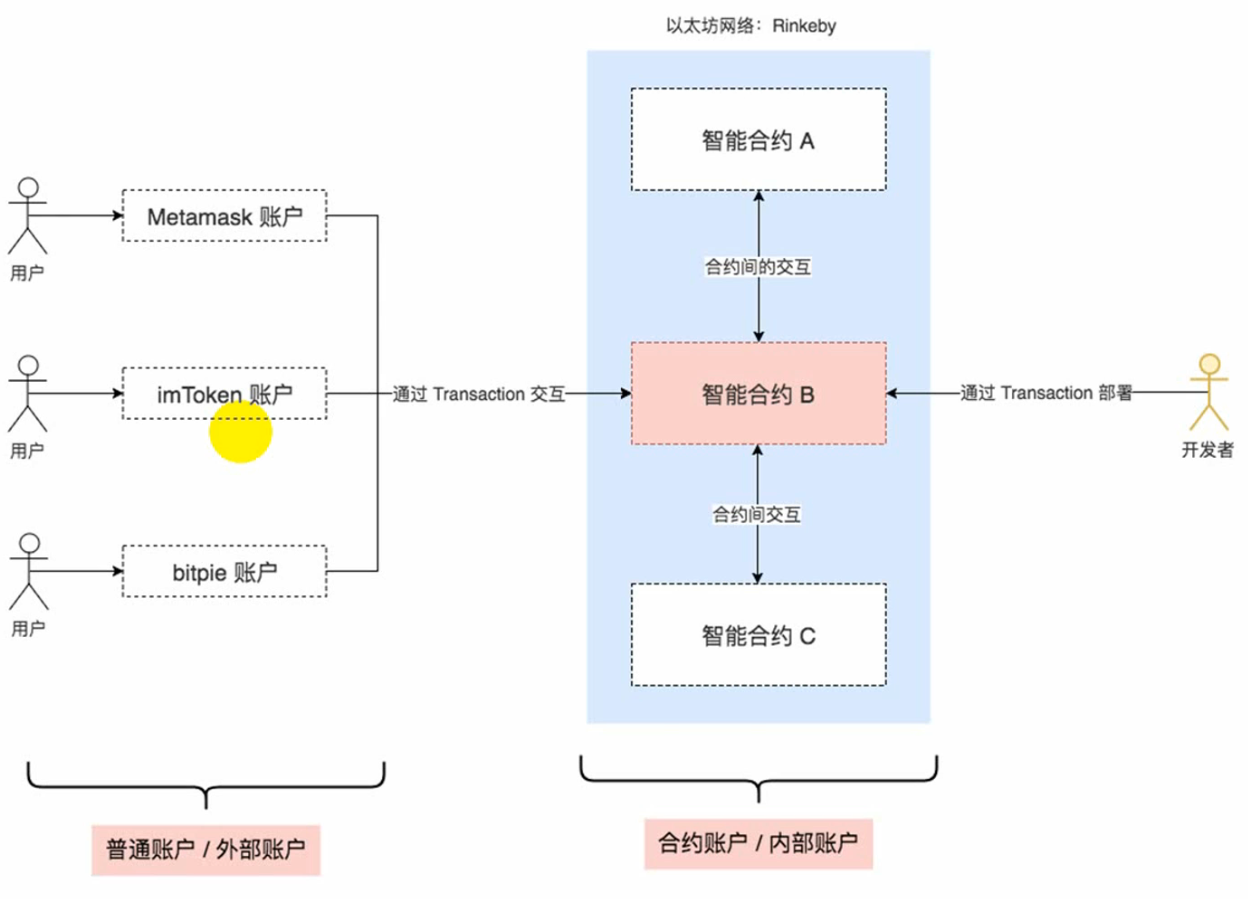 以太坊网络：Rinkeby
智能合约 A
Metamask 账户
用户
合约间的交互
imToken 账户
用户
通过 Transaction 交互
智能合约 B
通过 Transaction 部署
开发者
合约间交互
bitpie 账户
用户
智能合约 C
普通账户 / 外部账户
合约账户 / 内部账户